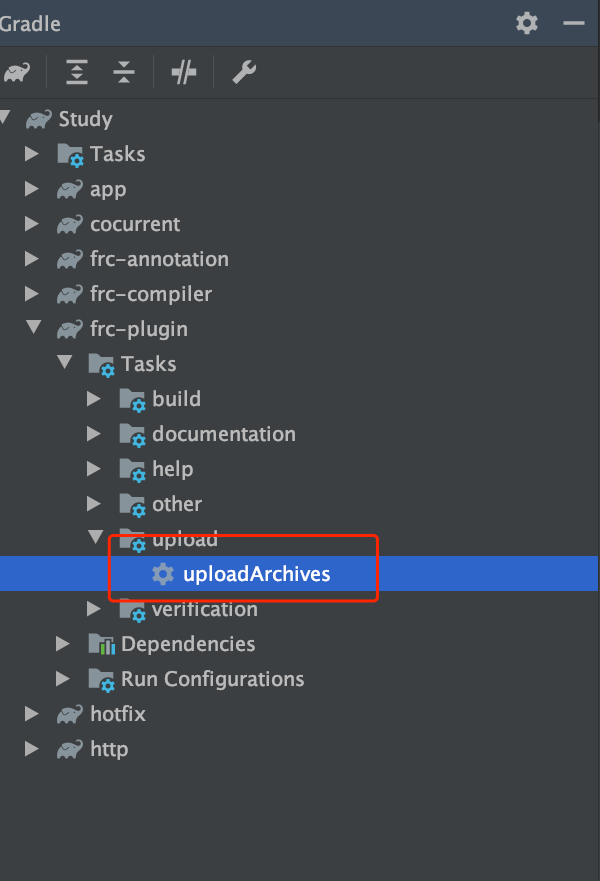 Gradle
Study
Tasks
app
cocurrent
frc-annotation
frc-compiler
frc-plugin
Tasks
build
documentation
help
other
upload
uploadArchives
verification
Dependencies
Run Configurations
hotfix
http